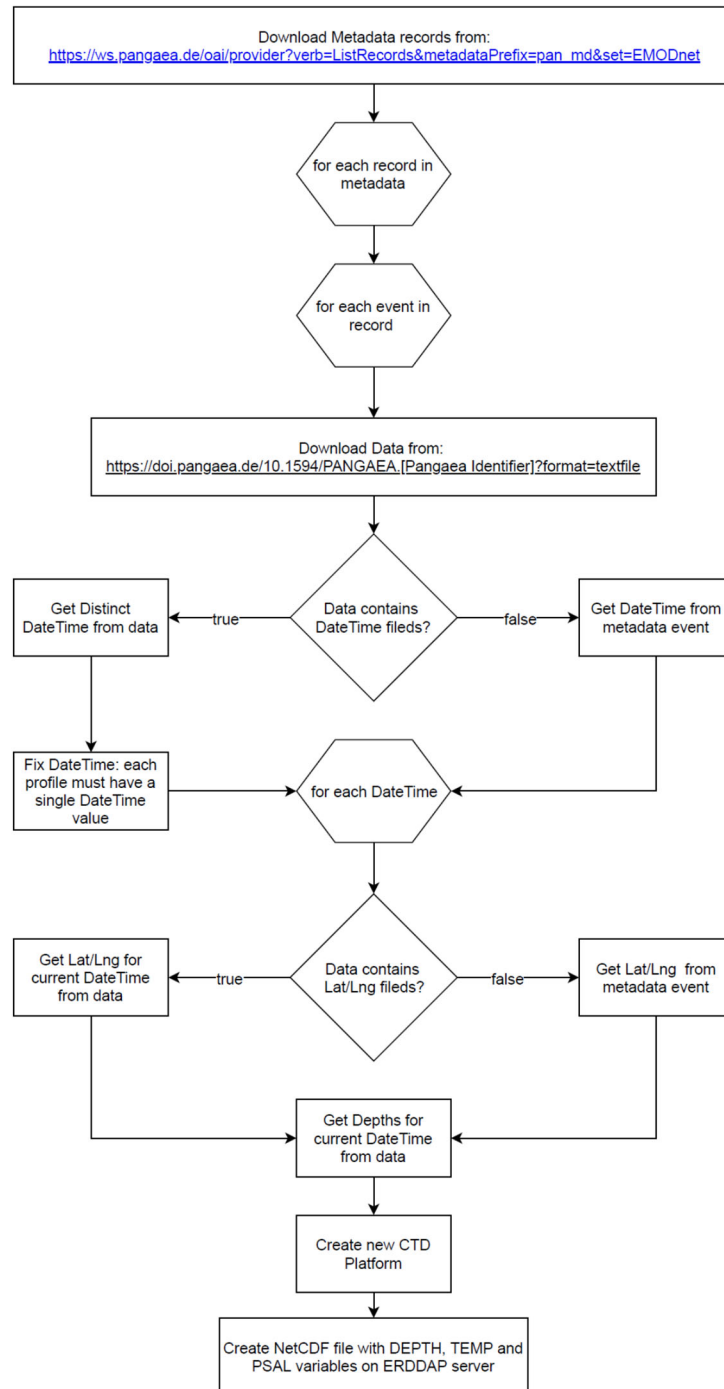 Download Metadata records from:
https://ws.pangaea.de/oai/provider?verb=ListRecords&metadataPrefix=pan_md&set=EMODnet
for each record in
metadata
for each event in
record
Download Data from:
https://doi.pangaea.de/10.1594/PANGAEA.[Pangaea Identifier]?format=textfile
Get Distinct
DateTime from data
true
Data contains
DateTime fileds?
false
Get DateTime from
metadata event
Fix DateTime: each
profile must have a
single DateTime
value
for each DateTime
Get Lat/Lng for
current DateTime
from data
true
Data contains
Lat/Lng fileds?
false
Get Lat/Lng from
metadata event
Get Depths for
current DateTime
from data
Create new CTD
Platform
Create NetCDF file with DEPTH, TEMP and
PSAL variables on ERDDAP server